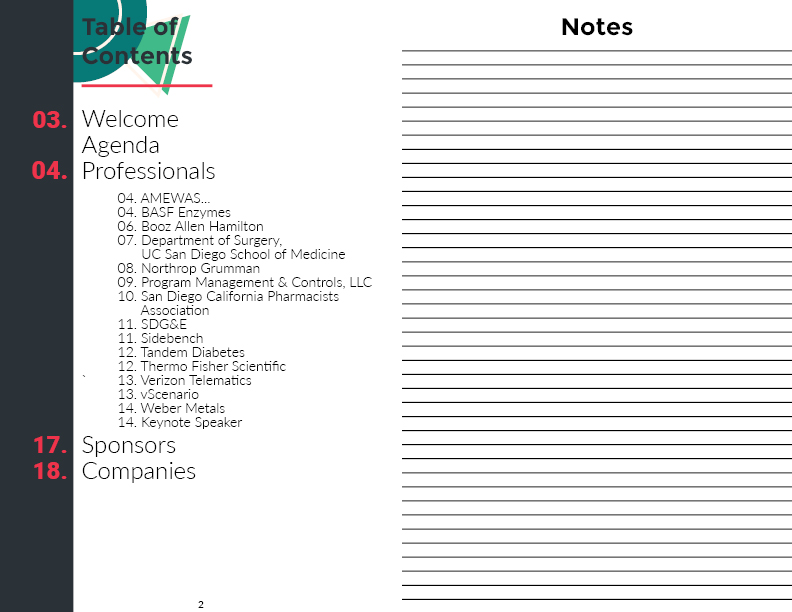 Table of
Contents
03. Welcome
Agenda
04. Professionals
04. AMEWAS...
04. BASF Enzymes
06. Booz Allen Hamilton
07. Department of Surgery,
UC San Diego School of Medicine
08. Northrop Grumman
09. Program Management & Controls, LLC
10. San Diego California Pharmacists
Association
11. SDG&E
11. Sidebench
12. Tandem Diabetes
12. Thermo Fisher Scientific
` 13. Verizon Telematics
13. vScenario
14. Weber Metals
14. Keynote Speaker
17. Sponsors
18. Companies
2
Notes